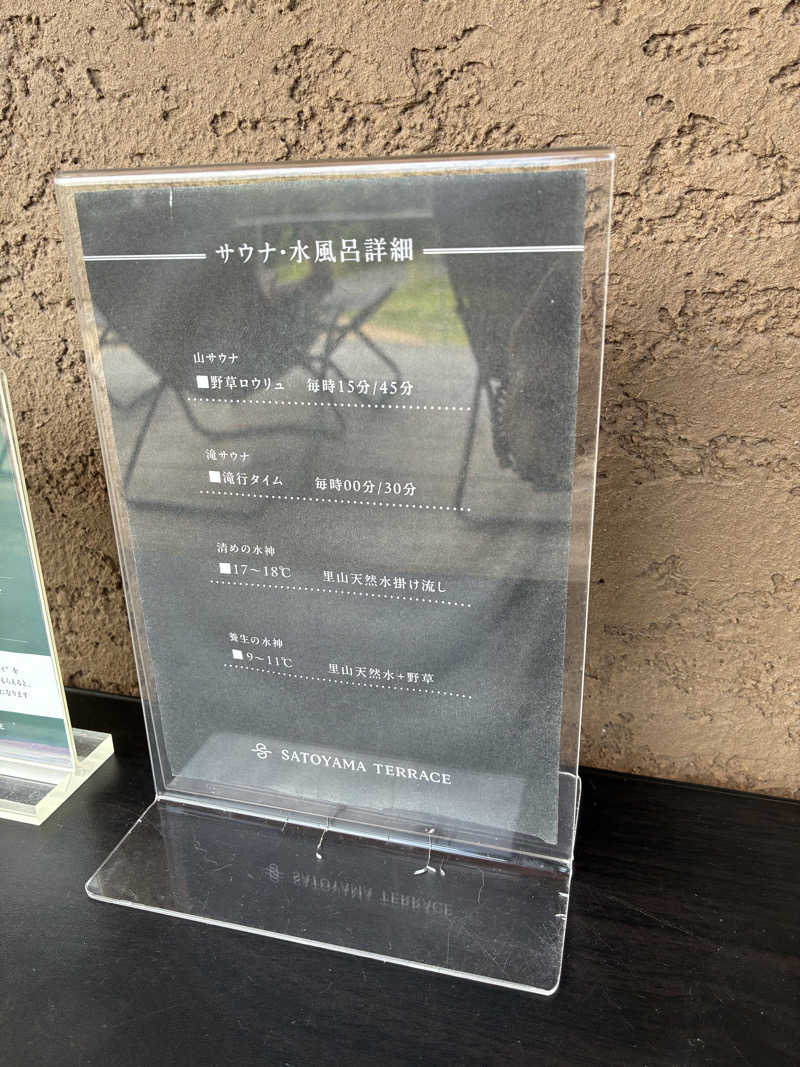 サウナ・水風呂詳細
山サウナ
■野草ロウリュ 毎時15分/45分
滝サウナ
■滝行タイム 毎時00分/30分
清めの水神
■17〜18℃ 里山天然水掛け流し
養生の水神
■9〜11℃ 里山天然水+野草
SATOYAMA TERRACE